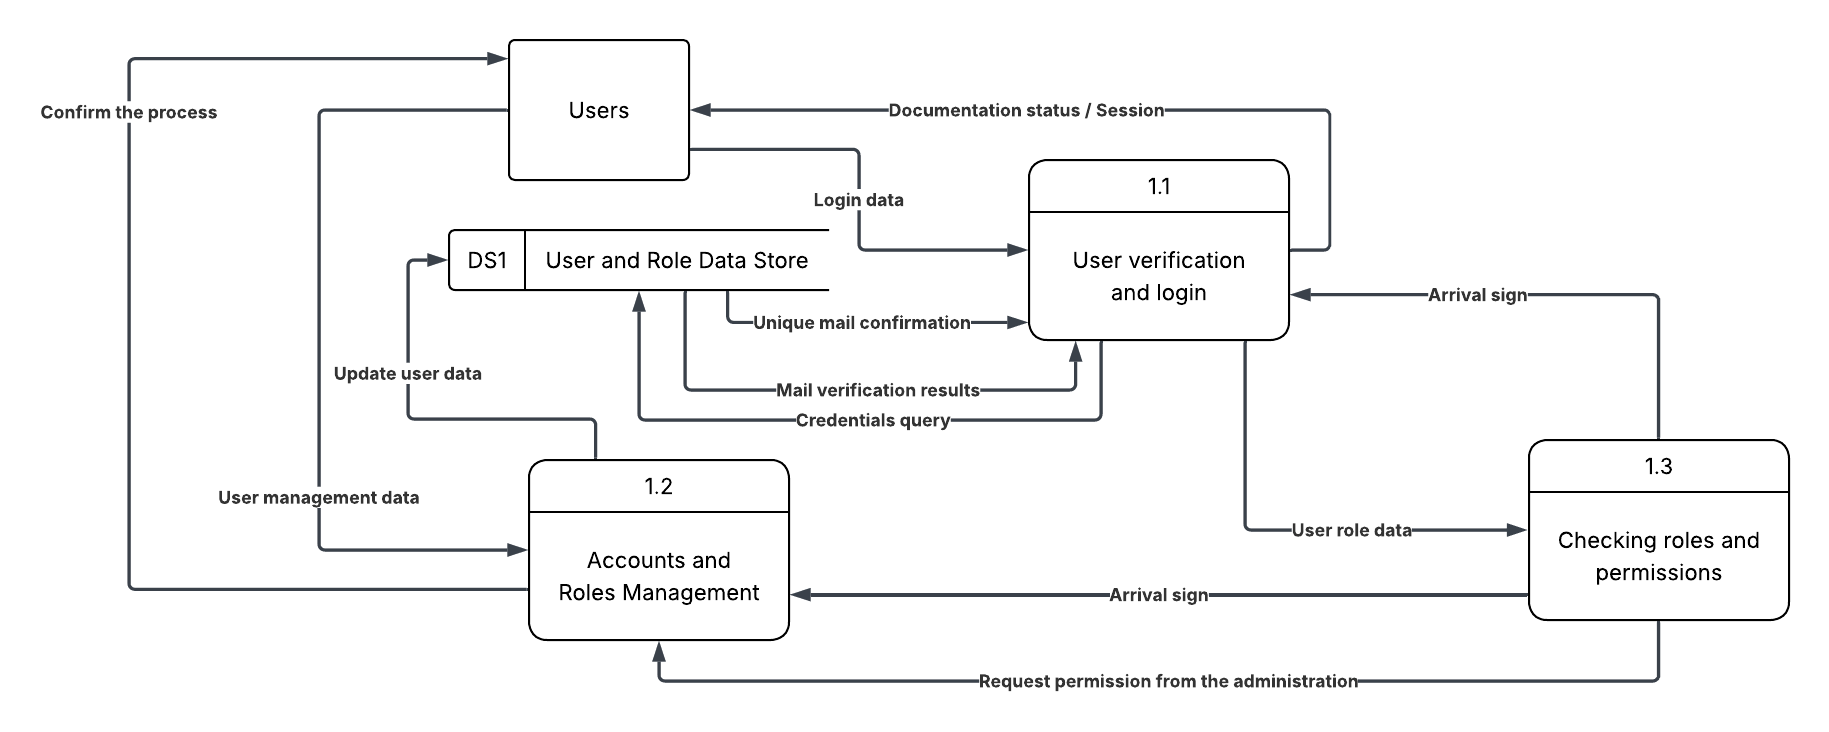 Users
Confirm the process
Documentation status / Session
1.1
Login data
DS1
User and Role Data Store
User verification
and login
Arrival sign
Unique mail confirmation
Update user data
Mail verification results
Credentials query
1.3
1.2
User management data
User role data
Checking roles and
permissions
Accounts and
Roles Management
Arrival sign
Request permission from the administration